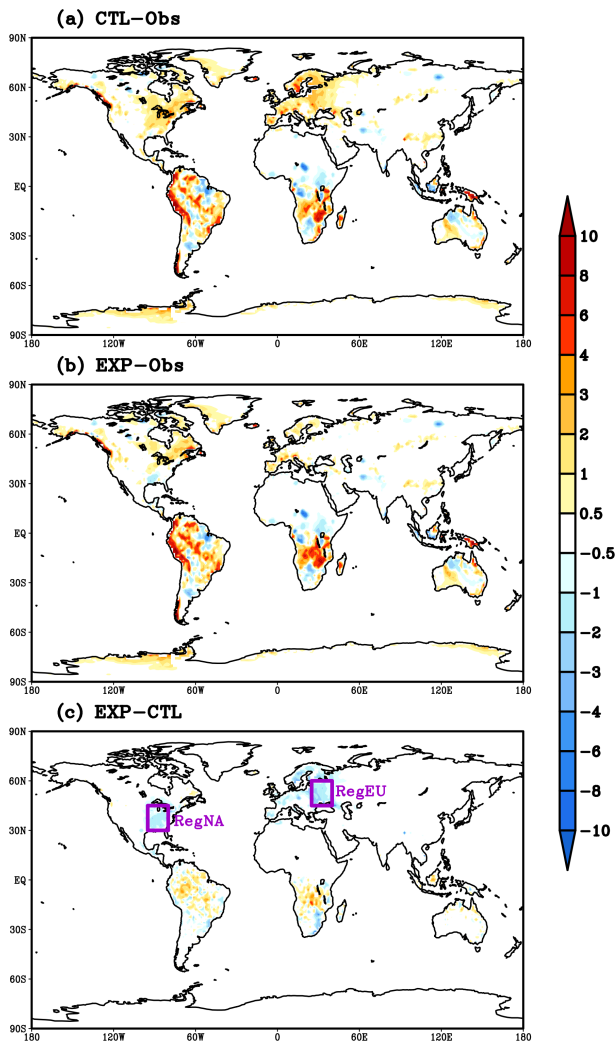 (a) CTL-Obs
90N
60N
30N
EQ
30S
60S
90S
180 120W 60W 0 60E 120E 180
(b) EXP-Obs
90N
60N
30N
EQ
30S
60S
90S
180 120W 60W 0 60E 120E 180
(c) EXP-CTL
90N
60N
30N
EQ
30S
60S
90S
180 120W 60W 0 60E 120E 180
RegEU
RegNA
10
8
6
4
3
2
1
0.5
-0.5
-1
-2
-3
-4
-6
-8
-10